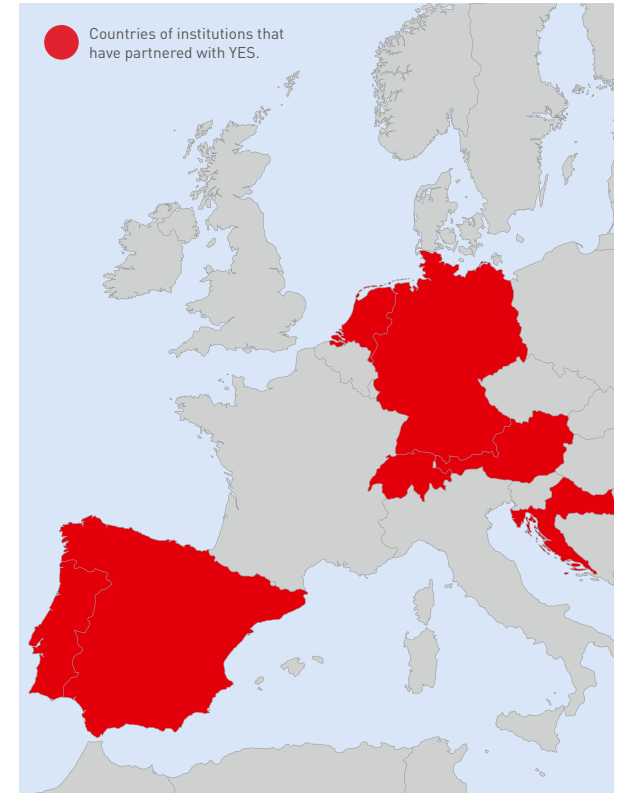 Countries of institutions that
have partnered with YES.